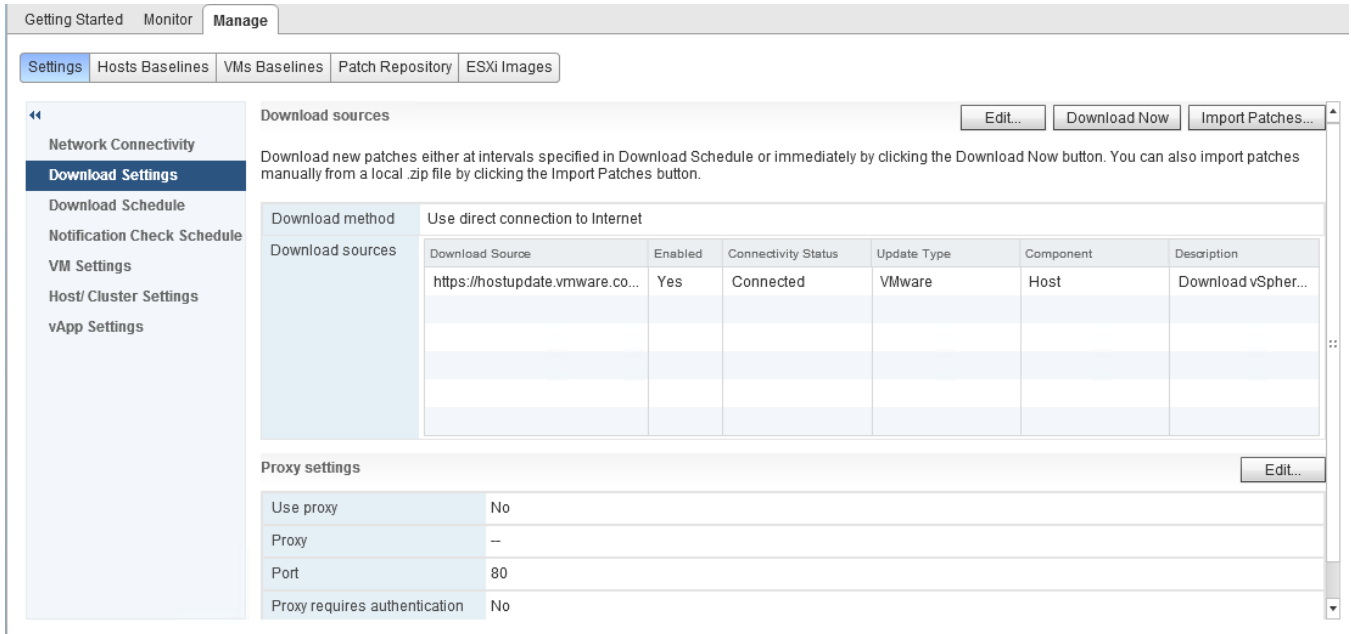 Getting Started Monitor Manage
Settings Hosts Baselines VMs Baselines Patch Repository ESXi Images
Network Connectivity
Download Settings
Download Schedule
Notification Check Schedule
VM Settings
Host/ Cluster Settings
vApp Settings
Download sources Edit... Download Now Import Patches...
Download new patches either at intervals specified in Download Schedule or immediately by clicking the Download Now button. You can also import patches
manually from a local .zip file by clicking the Import Patches button.
Download method Use direct connection to Internet
Download sources
Download Source Enabled Connectivity Status Update Type Component Description
https://hostupdate.vmware.co... Yes Connected VMware Host Download vSpher...
Proxy settings Edit...
Use proxy No
Proxy --
Port 80
Proxy requires authentication No